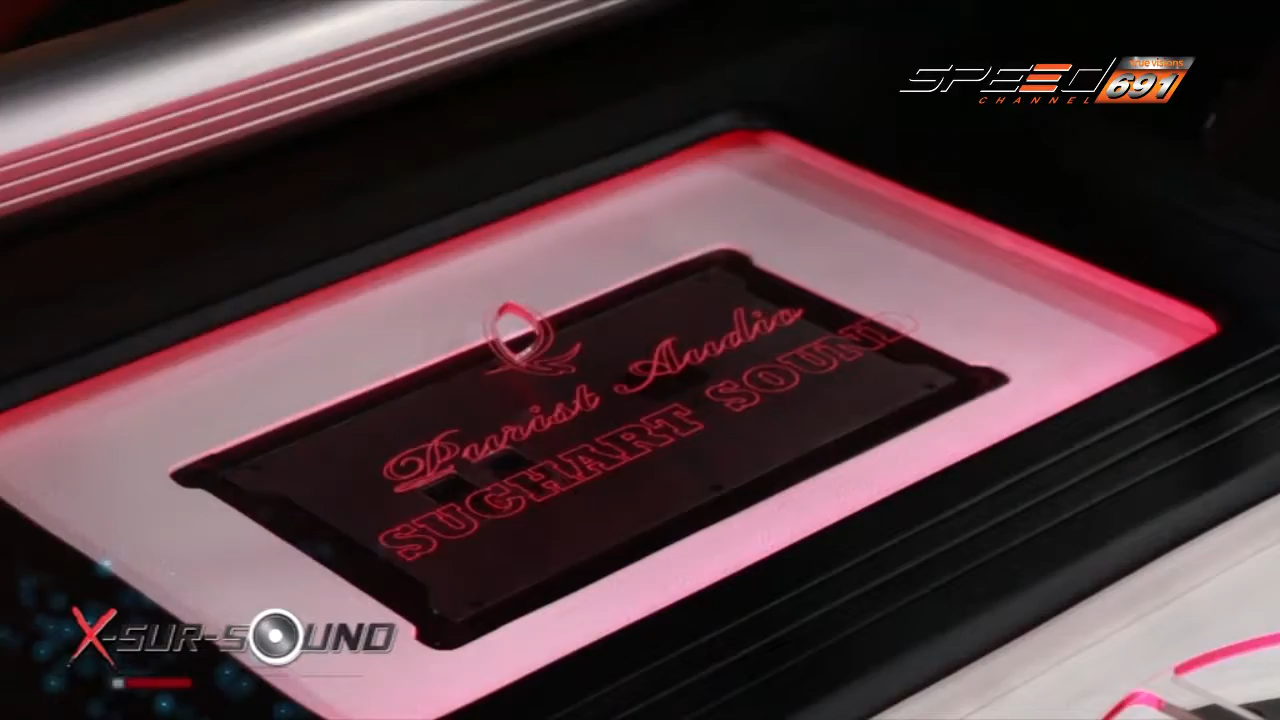 SPEED
CHANNEL
true visions
691
Purist Audio
SUCHART SOUND
X-SUR-SOUND